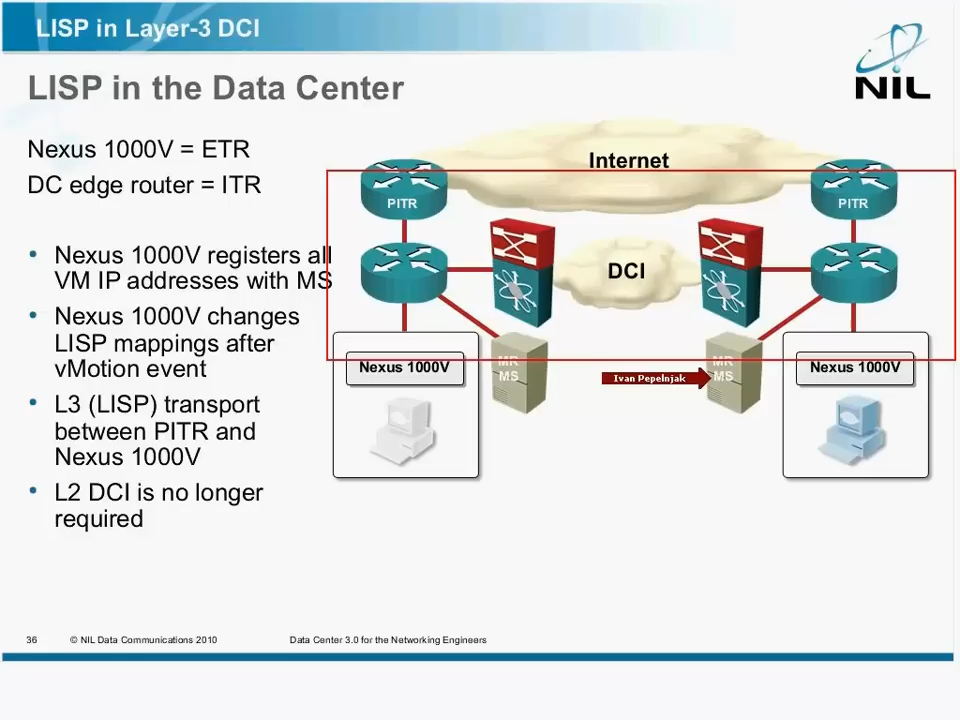 LISP in Layer-3 DCI
LISP in the Data Center
NIL
Nexus 1000V = ETR
DC edge router = ITR
• Nexus 1000V registers all
VM IP addresses with MS
• Nexus 1000V changes
LISP mappings after
vMotion event
• L3 (LISP) transport
between PITR and
Nexus 1000V
• L2 DCI is no longer
required
Internet
PITR
PITR
DCI
Nexus 1000V
MR
MS
Ivan Pepelnjak
MR
MS
Nexus 1000V
36
© NIL Data Communications 2010
Data Center 3.0 for the Networking Engineers